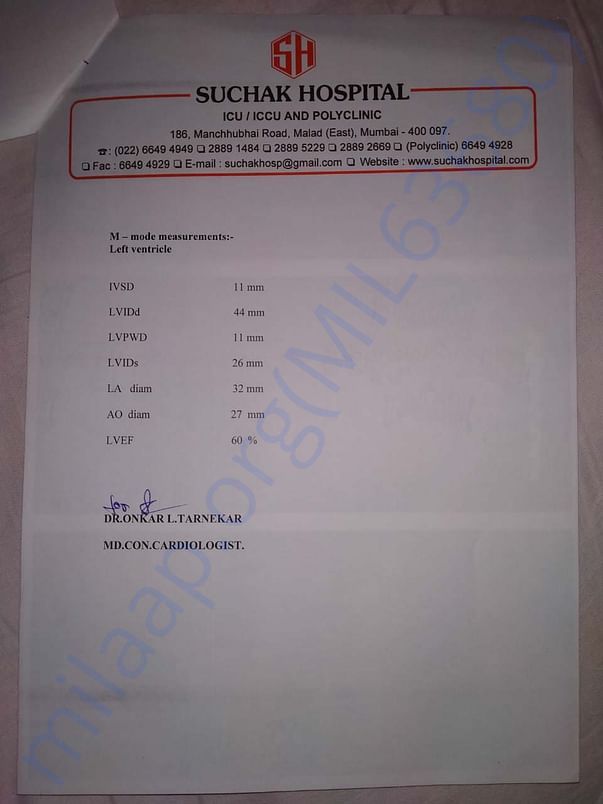 SH
SUCHAK HOSPITAL
ICU / ICCU AND POLYCLINIC
186, Manchhubhai Road, Malad (East), Mumbai - 400 097.
☎: (022) 6649 4949 ❏ 2889 1484 ❏ 2889 5229 ❏ 2889 2669 ❏ (Polyclinic) 6649 4928
❏ Fac : 6649 4929 ❏ E-mail : suchakhosp@gmail.com ❏ Website : www.suchakhospital.com
M – mode measurements:-
Left ventricle
IVSD 11 mm
LVIDd 44 mm
LVPWD 11 mm
LVIDs 26 mm
LA diam 32 mm
AO diam 27 mm
LVEF 60 %
DR.ONKAR L.TARNEKAR
MD.CON.CARDIOLOGIST.